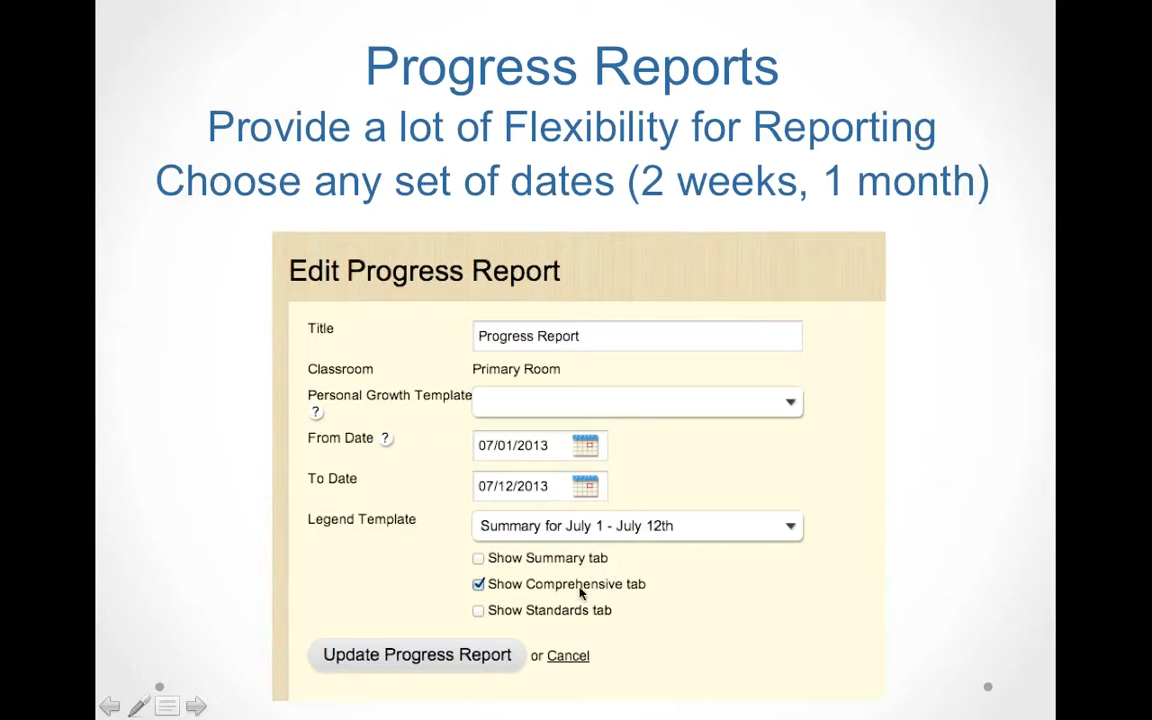 Progress Reports
Provide a lot of Flexibility for Reporting
Choose any set of dates (2 weeks, 1 month)
Edit Progress Report
Title
Progress Report
Classroom
Primary Room
Personal Growth Template
?
From Date ?
07/01/2013
To Date
07/12/2013
Legend Template
Summary for July 1 - July 12th
Show Summary tab
Show Comprehensive tab
Show Standards tab
Update Progress Report or Cancel